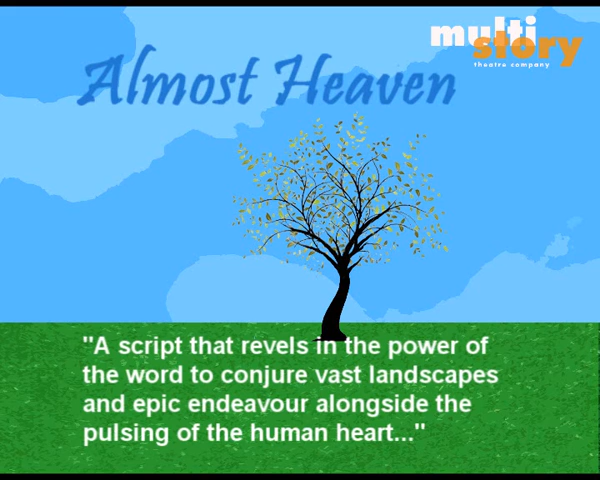 multi
story
theatre company
Almost Heaven
"A script that revels in the power of
the word to conjure vast landscapes
and epic endeavour alongside the
pulsing of the human heart..."